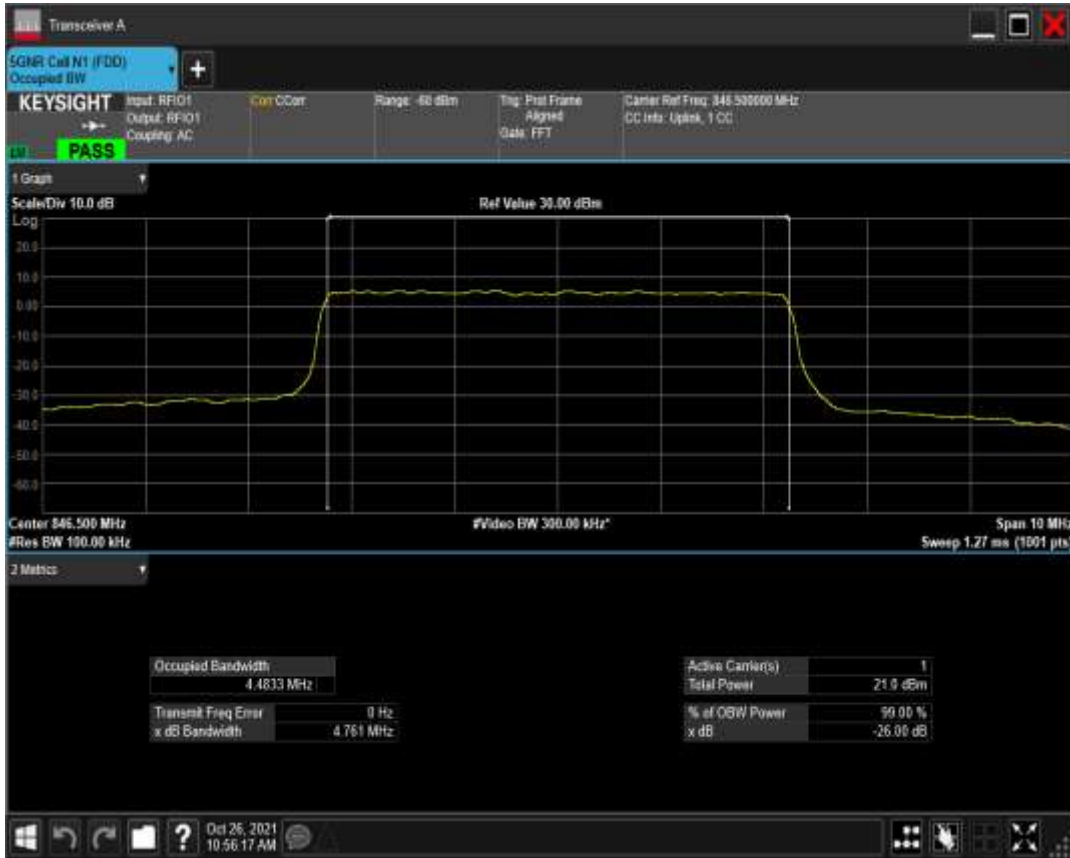 Transceiver A
5GNR Cell N1 (FDD)
Occupied BW
+
KEYSIGHT
Input: RFIO1
Output: RFIO1
Coupling: AC
Corr CCorr
Range: -60 dBm
Trig: Prot Frame
Aligned
Gate: FFT
Carrier Ref Freq: 846.500000 MHz
CC Info: Uplink, 1 CC
PASS
1 Graph
Scale/Div 10.0 dB
Ref Value 30.00 dBm
Log
20.0
10.0
0.00
-10.0
-20.0
-30.0
-40.0
-50.0
-60.0
Center 846.500 MHz
#Video BW 300.00 kHz*
Span 10 MHz
#Res BW 100.00 kHz
Sweep 1.27 ms (1001 pts)
2 Metrics
Occupied Bandwidth
4.4833 MHz
Transmit Freq Error 0 Hz
x dB Bandwidth 4.761 MHz
Active Carrier(s) 1
Total Power 21.0 dBm
% of OBW Power 99.00 %
x dB -26.00 dB
?
Oct 26, 2021
10:56:17 AM